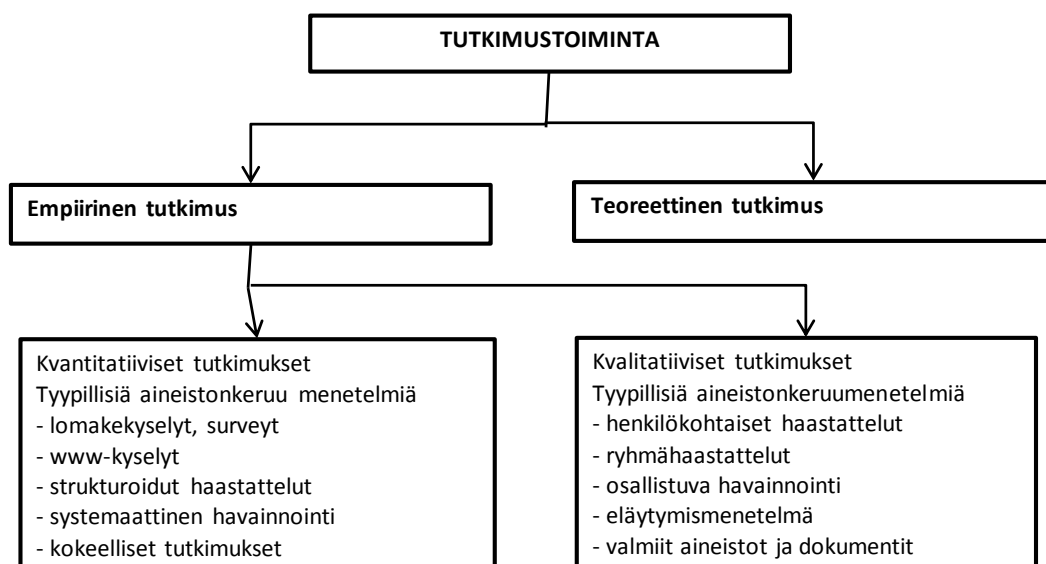 TUTKIMUSTOIMINTA
Empiirinen tutkimus
Teoreettinen tutkimus
Kvantitatiiviset tutkimukset
Tyypillisiä aineistonkeruu menetelmiä
- lomakekyselyt, surveyt
- www-kyselyt
- strukturoidut haastattelut
- systemaattinen havainnointi
- kokeelliset tutkimukset
Kvalitatiiviset tutkimukset
Tyypillisiä aineistonkeruumenetelmiä
- henkilökohtaiset haastattelut
- ryhmähaastattelut
- osallistuva havainnointi
- eläytymismenetelmä
- valmiit aineistot ja dokumentit